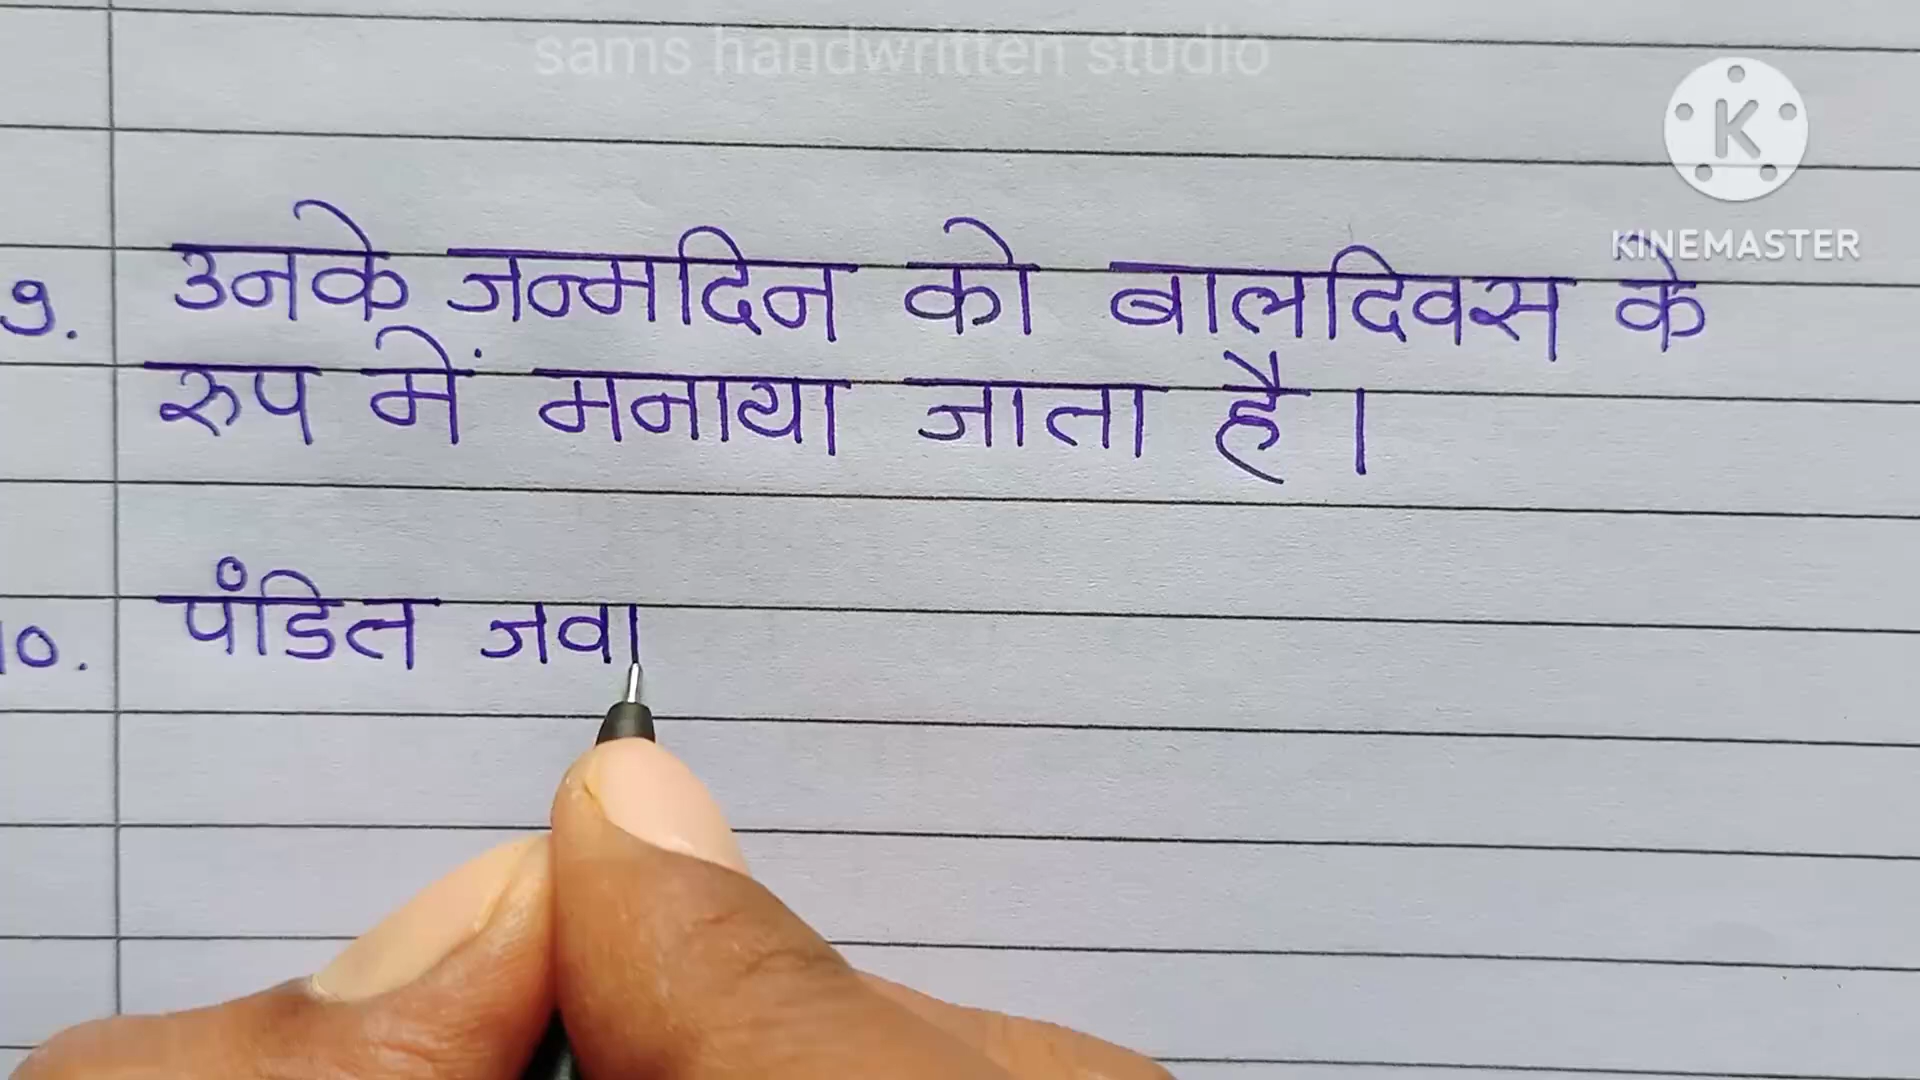 sams handwritten studio
K
KINEMASTER
9. उनके जन्मदिन को बालदिवस के
रुप में मनाया जाता है।
10. पंडित जवा